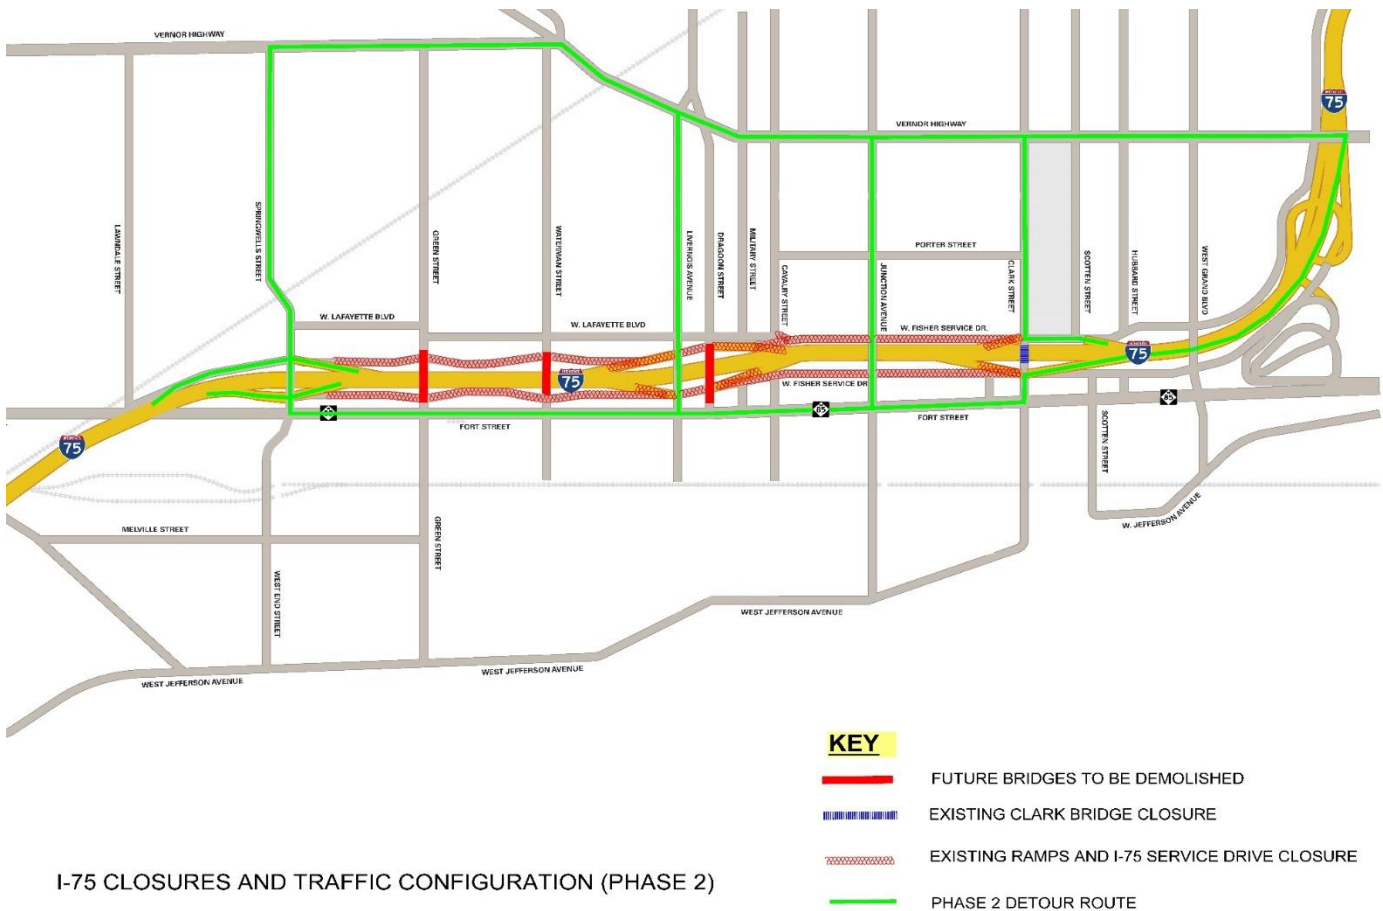 VERNOR HIGHWAY
75
VERNOR HIGHWAY
LAWNDALE STREET
SPRINGWELLS STREET
GREEN STREET
WATERMAN STREET
LIVERNOIS AVENUE
DRAGOON STREET
MILITARY STREET
CAVALRY STREET
JUNCTION AVENUE
PORTER STREET
CLARK STREET
SCOTTEN STREET
HUBBARD STREET
WEST GRAND BLVD
W. LAFAYETTE BLVD
W. LAFAYETTE BLVD
W. FISHER SERVICE DR.
75
75
W. FISHER SERVICE DR
85
85
FORT STREET
FORT STREET
75
SCOTTEN STREET
W. JEFFERSON AVENUE
MELVILLE STREET
GREEN STREET
WEST END STREET
WEST JEFFERSON AVENUE
WEST JEFFERSON AVENUE
WEST JEFFERSON AVENUE
KEY
FUTURE BRIDGES TO BE DEMOLISHED
EXISTING CLARK BRIDGE CLOSURE
EXISTING RAMPS AND I-75 SERVICE DRIVE CLOSURE
PHASE 2 DETOUR ROUTE
I-75 CLOSURES AND TRAFFIC CONFIGURATION (PHASE 2)